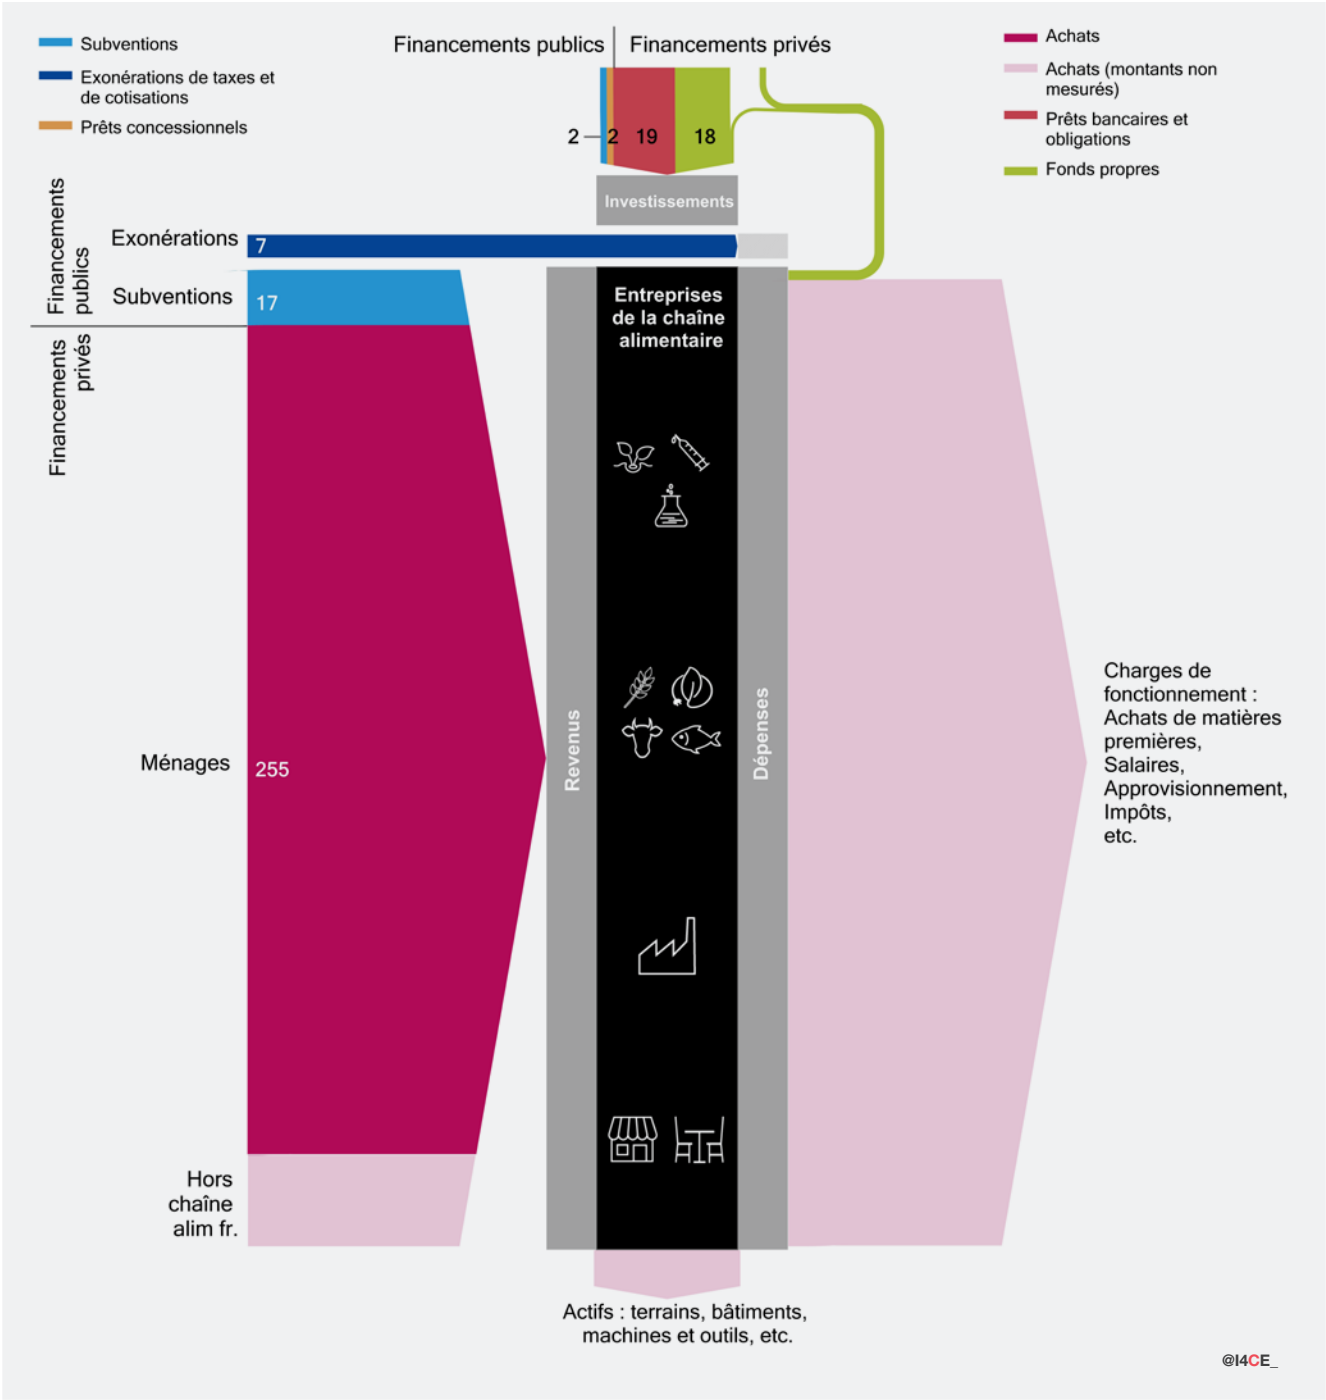 Subventions
Exonérations de taxes et
de cotisations
Prêts concessionnels
Financements publics
Financements privés
Achats
Achats (montants non
mesurés)
Prêts bancaires et
obligations
Fonds propres
2
2
19
18
Investissements
Financements
publics
Exonérations
7
Subventions
17
Financements
privés
Entreprises
de la chaîne
alimentaire
Ménages
255
Revenus
Dépenses
Charges de
fonctionnement :
Achats de matières
premières,
Salaires,
Approvisionnement,
Impôts,
etc.
Hors
chaîne
alim fr.
Actifs : terrains, bâtiments,
machines et outils, etc.
@I4CE_